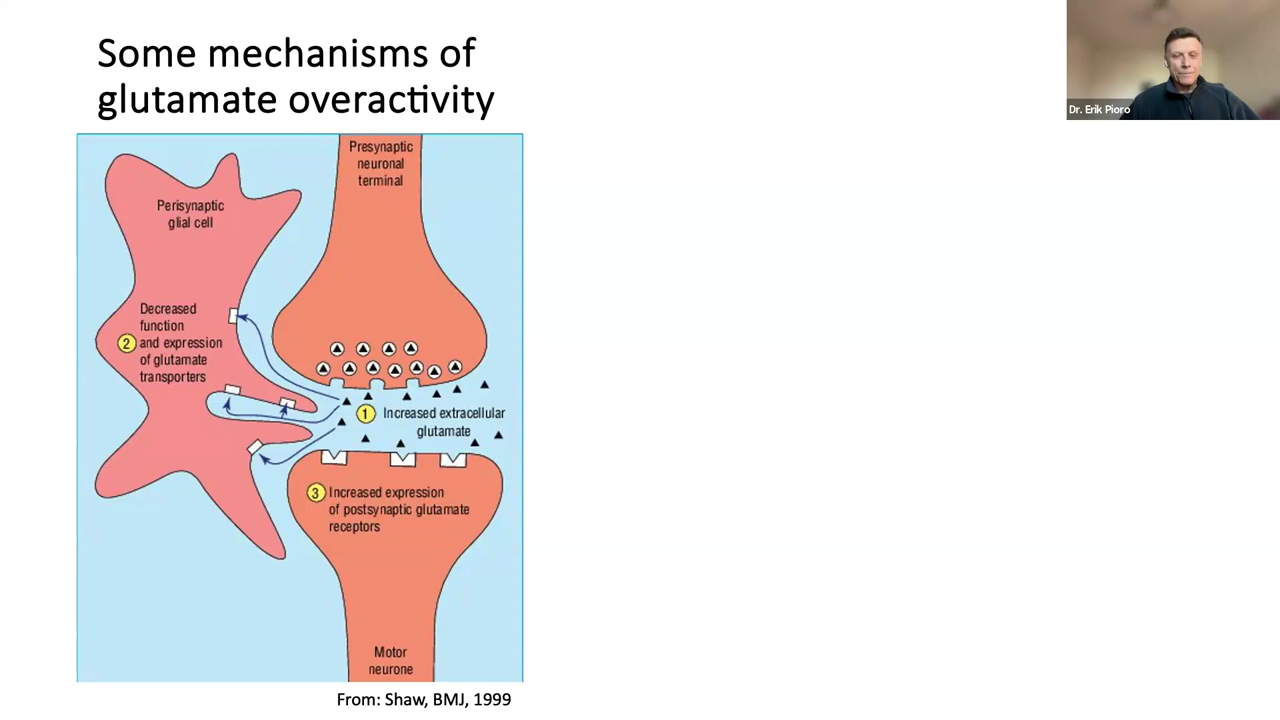 Some mechanisms of
glutamate overactivity
Dr. Erik Pioro
Presynaptic
neuronal
terminal
Perisynaptic
glial cell
Decreased
function
2 and expression
of glutamate
transporters
1 Increased extracellular
glutamate
3 Increased expression
of postsynaptic glutamate
receptors
Motor
neurone
From: Shaw, BMJ, 1999